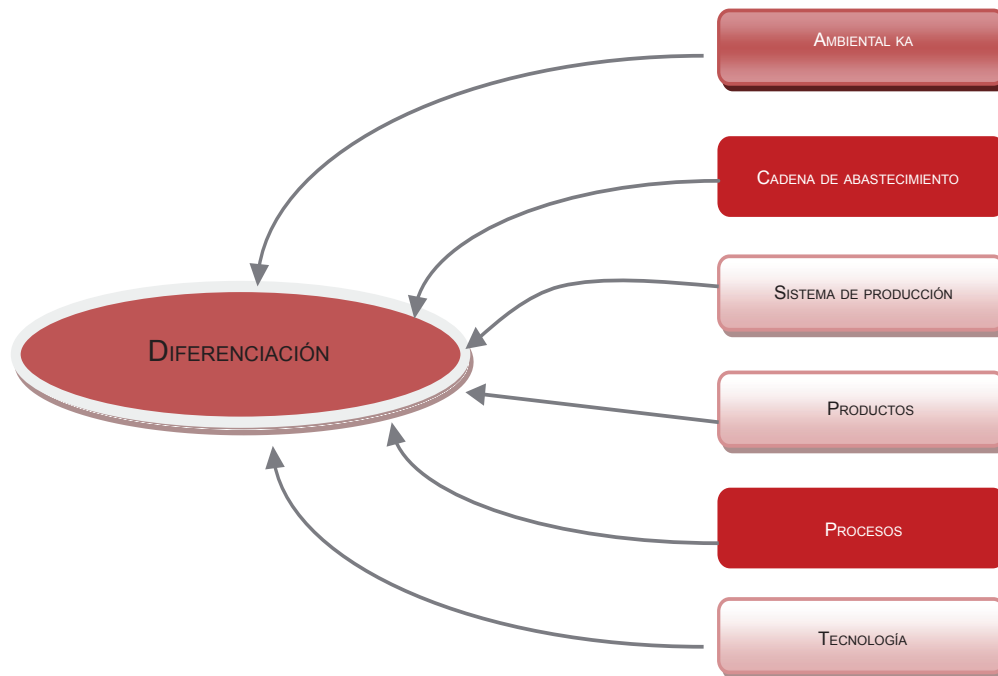 Ambiental ka
Cadena de abastecimiento
Sistema de producción
Diferenciación
Productos
Procesos
Tecnología